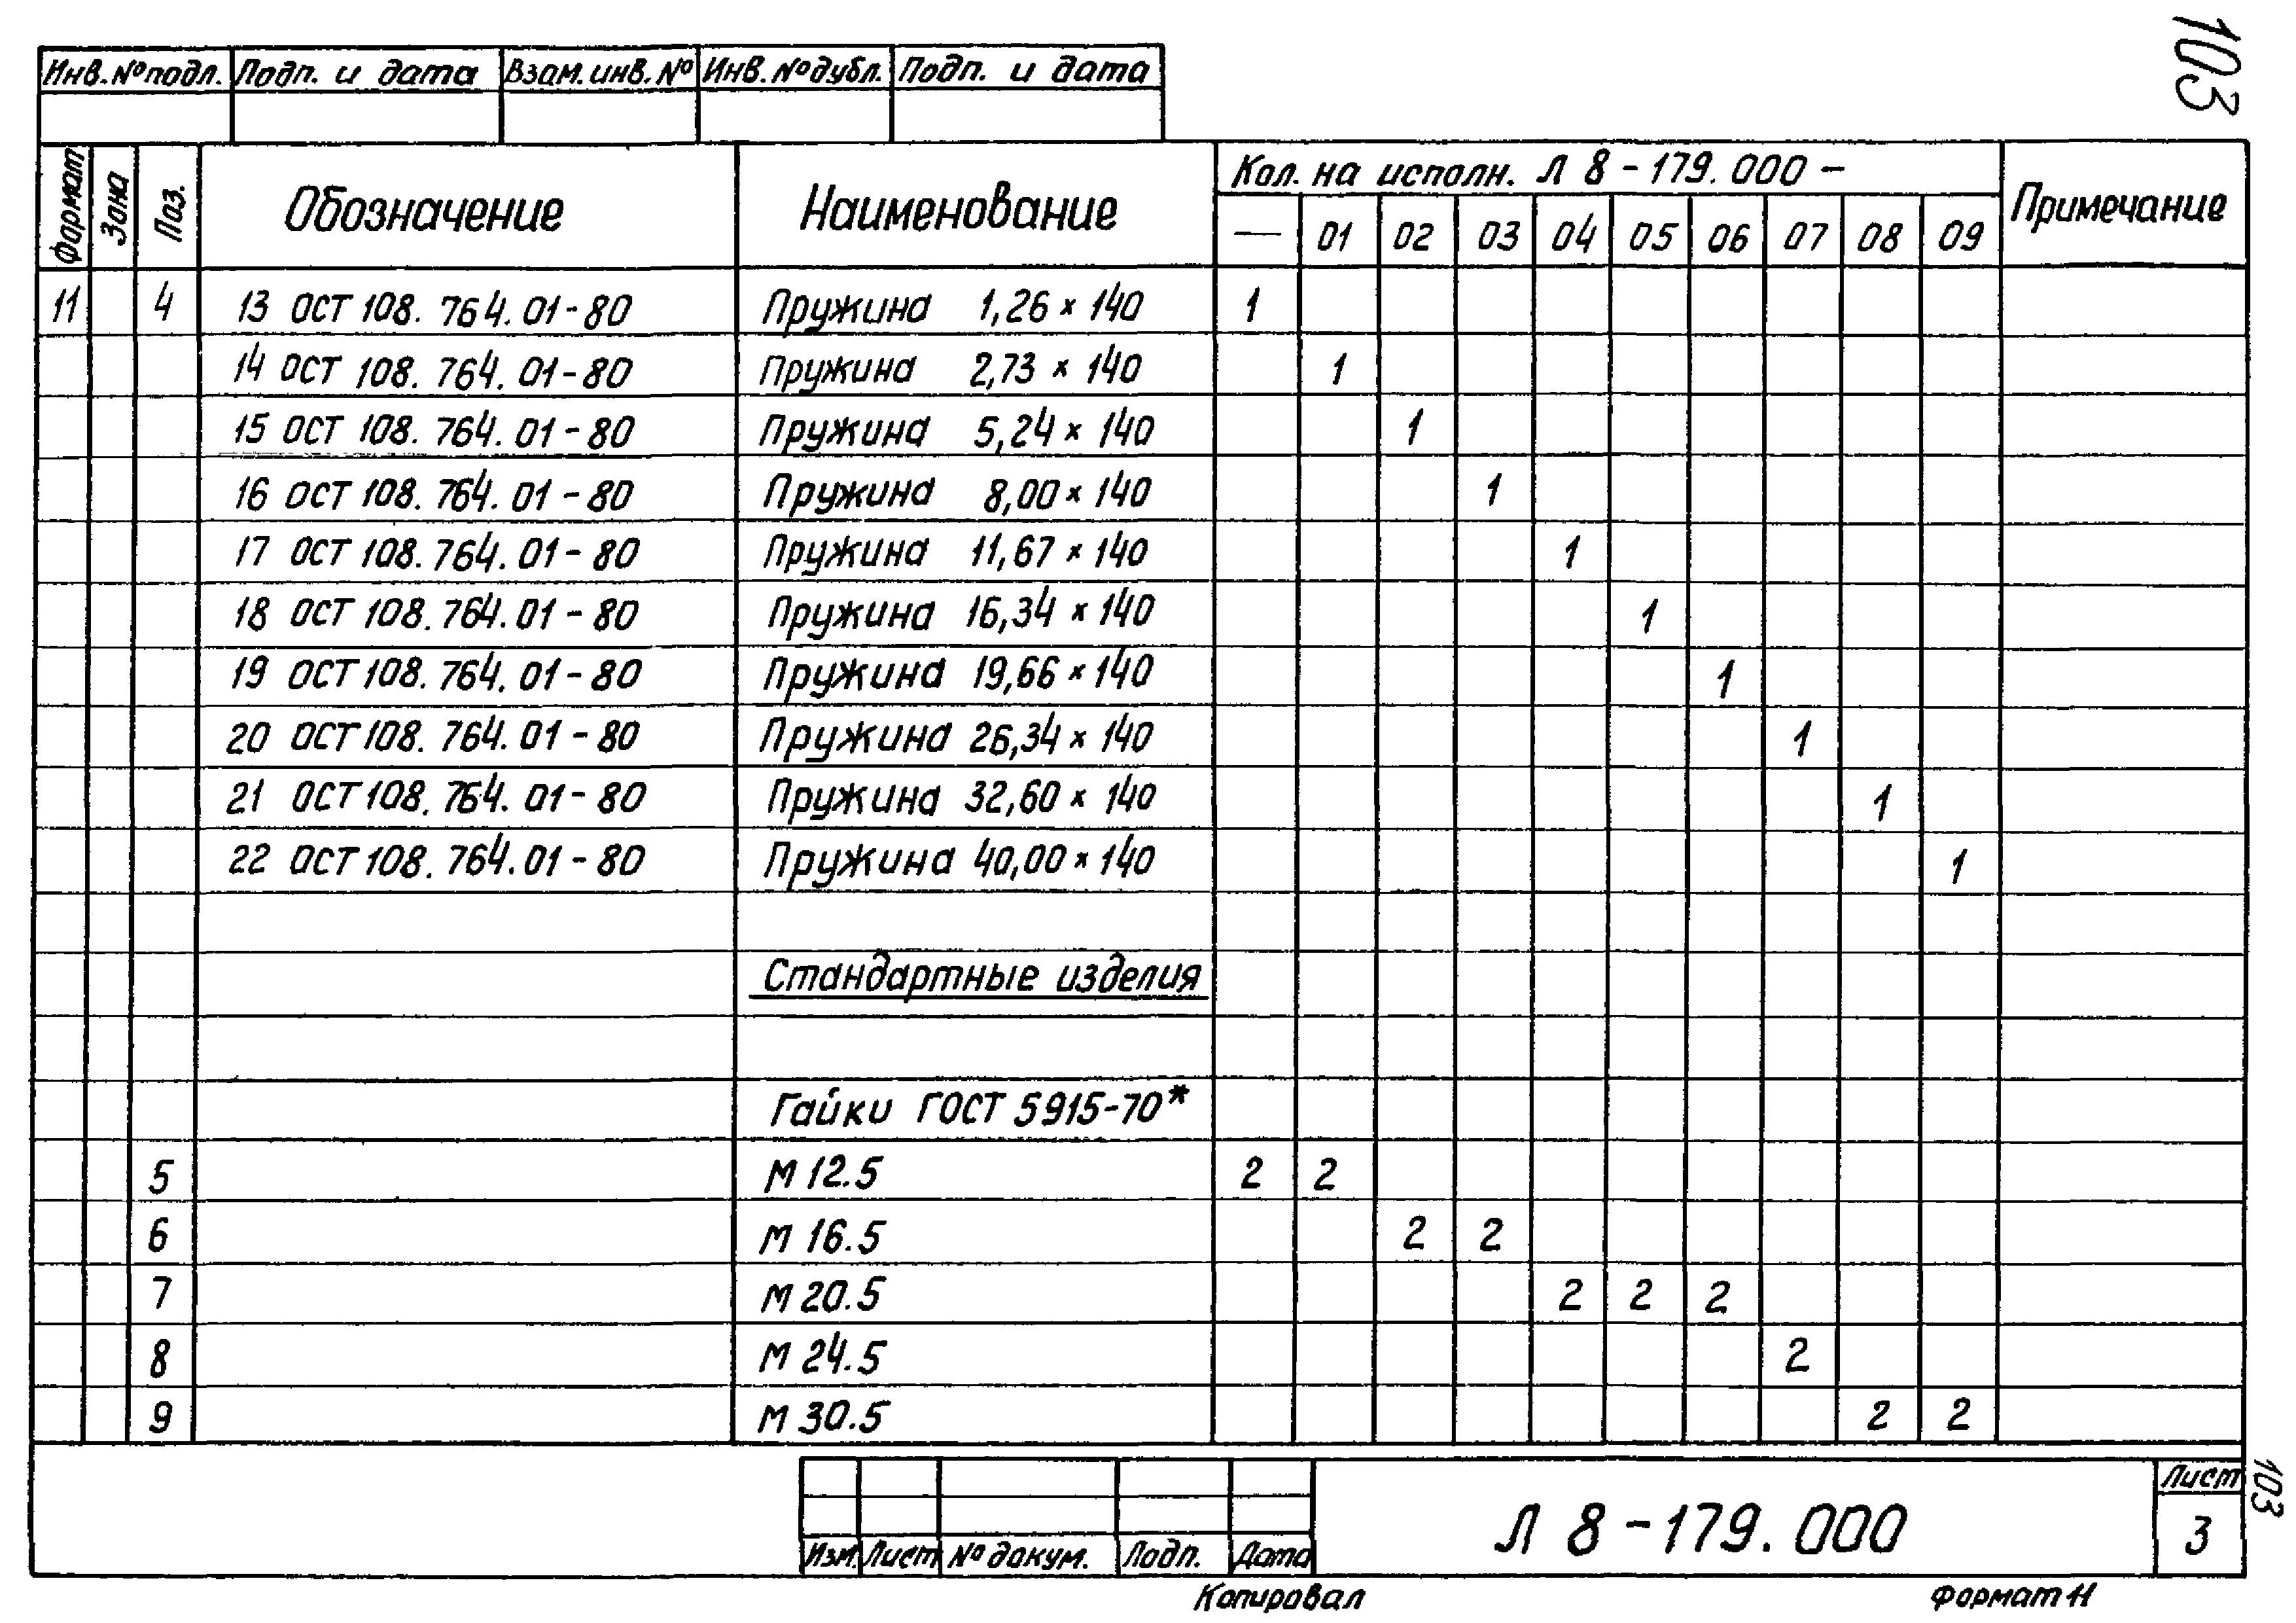 103
Инв. № подл. Подп. и дата Взам. инв. № Инв. № дубл. Подп. и дата
Формат Зона Поз. Обозначение Наименование Кол. на исполн. Л 8-179.000 – Примечание
— 01 02 03 04 05 06 07 08 09
11 4 13 ОСТ 108.764.01-80 Пружина 1,26 × 140 1
14 ОСТ 108.764.01-80 Пружина 2,73 × 140 1
15 ОСТ 108.764.01-80 Пружина 5,24 × 140 1
16 ОСТ 108.764.01-80 Пружина 8,00 × 140 1
17 ОСТ 108.764.01-80 Пружина 11,67 × 140 1
18 ОСТ 108.764.01-80 Пружина 16,34 × 140 1
19 ОСТ 108.764.01-80 Пружина 19,66 × 140 1
20 ОСТ 108.764.01-80 Пружина 26,34 × 140 1
21 ОСТ 108.764.01-80 Пружина 32,60 × 140 1
22 ОСТ 108.764.01-80 Пружина 40,00 × 140 1
Стандартные изделия
Гайки ГОСТ 5915-70*
5 М 12.5 2 2
6 М 16.5 2 2
7 М 20.5 2 2 2
8 М 24.5 2
9 М 30.5 2 2
Изм. Лист № докум. Подп. Дата
Л 8-179.000
Лист
3
103
Копировал Формат 11